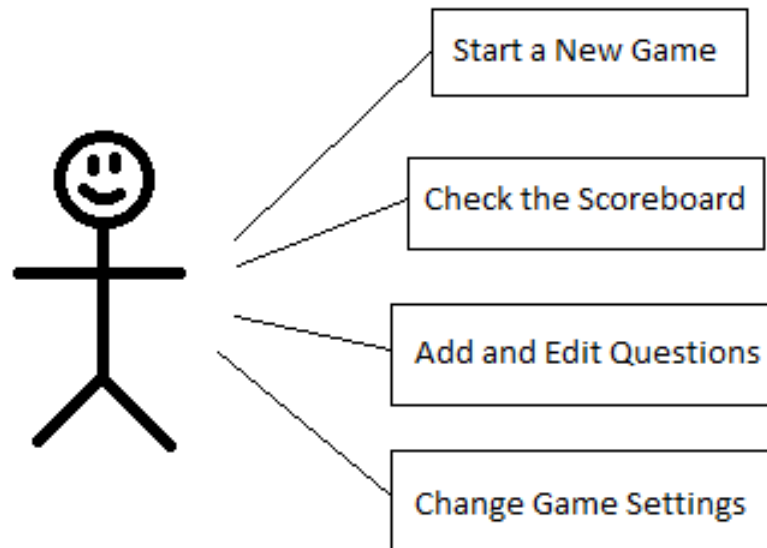 Start a New Game
Check the Scoreboard
Add and Edit Questions
Change Game Settings